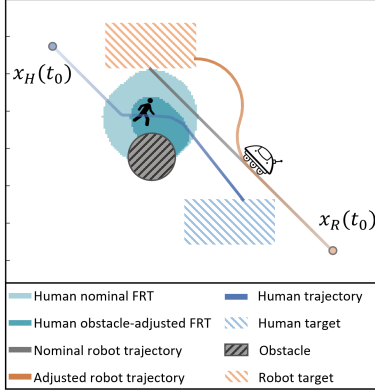 x_H(t_0)
x_R(t_0)
Human nominal FRT
Human trajectory
Human obstacle-adjusted FRT
Human target
Nominal robot trajectory
Obstacle
Adjusted robot trajectory
Robot target